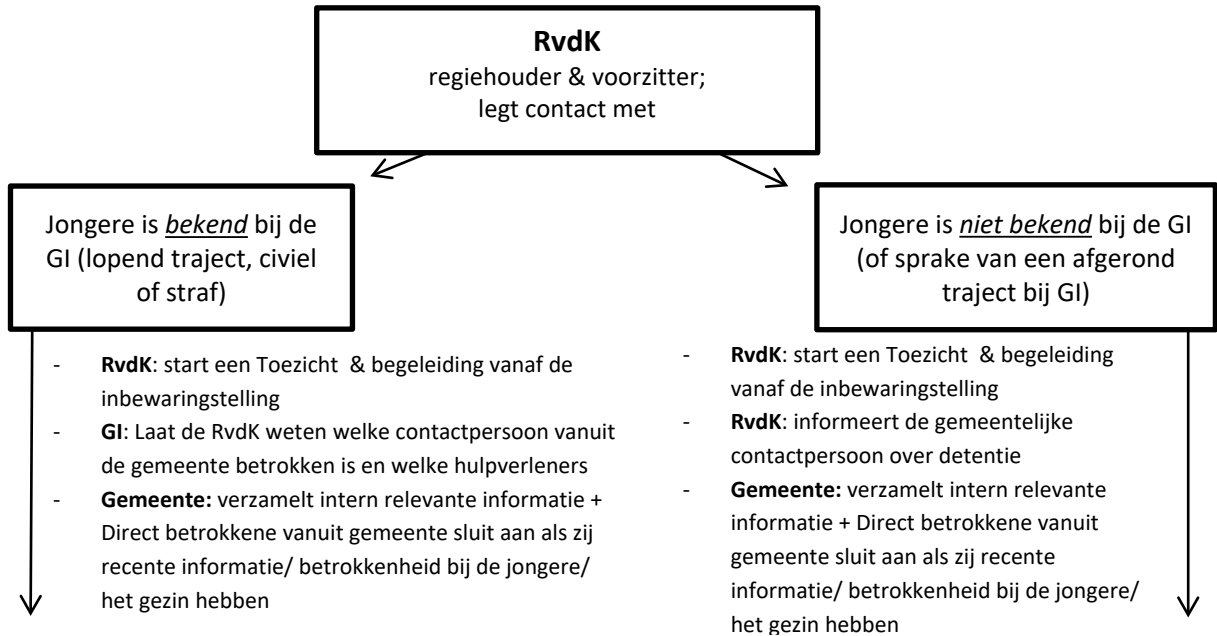 RvdK
regiehouder & voorzitter;
legt contact met
Jongere is bekend bij de
GI (lopend traject, civiel
of straf)
- RvdK: start een Toezicht & begeleiding vanaf de
inbewaringstelling
- GI: Laat de RvdK weten welke contactpersoon vanuit
de gemeente betrokken is en welke hulpverleners
- Gemeente: verzamelt intern relevante informatie +
Direct betrokkene vanuit gemeente sluit aan als zij
recente informatie/ betrokkenheid bij de jongere/
het gezin hebben
Jongere is niet bekend bij de GI
(of sprake van een afgerond
traject bij GI)
- RvdK: start een Toezicht & begeleiding
vanaf de inbewaringstelling
- RvdK: informeert de gemeentelijke
contactpersoon over detentie
- Gemeente: verzamelt intern relevante
informatie + Direct betrokkene vanuit
gemeente sluit aan als zij recente
informatie/ betrokkenheid bij de jongere/
het gezin hebben